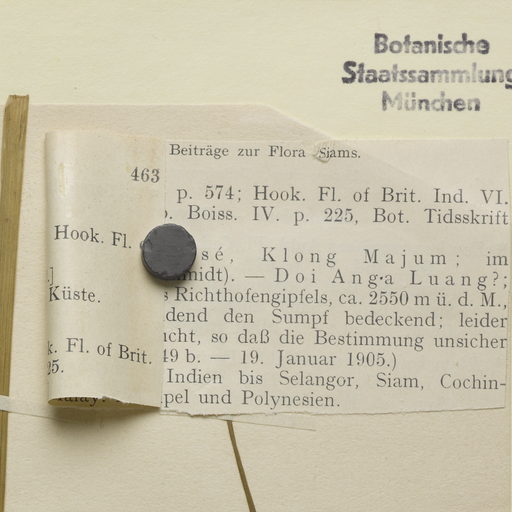 Botanische
Staatssammlung
München
Beiträge zur Flora Siams.
463
p. 574; Hook. Fl. of Brit. Ind. VI.
Boiss. IV. p. 225, Bot. Tidsskrift
Hook. Fl.
sé, Klong Majum; im
midt). — Doi Anga Luang?;
Küste.
s Richthofengipfels, ca. 2550 m ü. d. M.,
dend den Sumpf bedeckend; leider
cht, so daß die Bestimmung unsicher
k. Fl. of Brit.
49 b. — 19. Januar 1905.)
25.
Indien bis Selangor, Siam, Cochin-
pel und Polynesien.